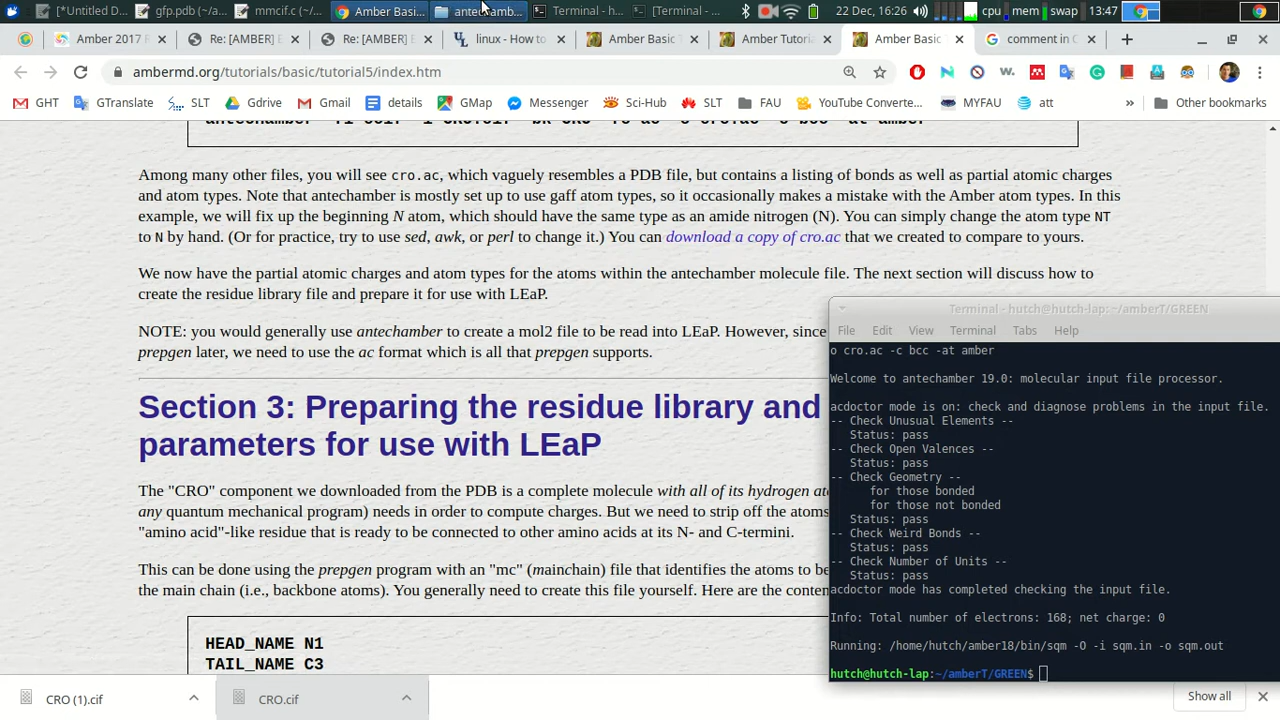 [*Untitled D...
gfp.pdb (~/a...
mmcif.c (~/...
Amber Basi...
antechamb...
Terminal - h...
[Terminal - ...
22 Dec, 16:26
cpu
mem
swap
13:47
Amber 2017 R
Re: [AMBER] E
Re: [AMBER] E
linux - How to
Amber Basic T
Amber Tutoria
Amber Basic T
comment in C
ambermd.org/tutorials/basic/tutorial5/index.htm
GHT
GTranslate
SLT
Gdrive
Gmail
details
GMap
Messenger
Sci-Hub
SLT
FAU
YouTube Converte...
MYFAU
att
»
Other bookmarks
Among many other files, you will see cro.ac, which vaguely resembles a PDB file, but contains a listing of bonds as well as partial atomic charges
and atom types. Note that antechamber is mostly set up to use gaff atom types, so it occasionally makes a mistake with the Amber atom types. In this
example, we will fix up the beginning N atom, which should have the same type as an amide nitrogen (N). You can simply change the atom type NT
to N by hand. (Or for practice, try to use sed, awk, or perl to change it.) You can download a copy of cro.ac that we created to compare to yours.
We now have the partial atomic charges and atom types for the atoms within the antechamber molecule file. The next section will discuss how to
create the residue library file and prepare it for use with LEaP.
NOTE: you would generally use antechamber to create a mol2 file to be read into LEaP. However, since
prepgen later, we need to use the ac format which is all that prepgen supports.
Section 3: Preparing the residue library and
parameters for use with LEaP
The "CRO" component we downloaded from the PDB is a complete molecule with all of its hydrogen ato
any quantum mechanical program) needs in order to compute charges. But we need to strip off the atoms
"amino acid"-like residue that is ready to be connected to other amino acids at its N- and C-termini.
This can be done using the prepgen program with an "mc" (mainchain) file that identifies the atoms to be
the main chain (i.e., backbone atoms). You generally need to create this file yourself. Here are the conten
HEAD_NAME N1
TAIL_NAME C3
Terminal - hutch@hutch-lap: ~/amberT/GREEN
File Edit View Terminal Tabs Help
o cro.ac -c bcc -at amber
Welcome to antechamber 19.0: molecular input file processor.
acdoctor mode is on: check and diagnose problems in the input file.
-- Check Unusual Elements --
Status: pass
-- Check Open Valences --
Status: pass
-- Check Geometry --
for those bonded
for those not bonded
Status: pass
-- Check Weird Bonds --
Status: pass
-- Check Number of Units --
Status: pass
acdoctor mode has completed checking the input file.
Info: Total number of electrons: 168; net charge: 0
Running: /home/hutch/amber18/bin/sqm -O -i sqm.in -o sqm.out
hutch@hutch-lap:~/amberT/GREEN$
CRO (1).cif
CRO.cif
Show all